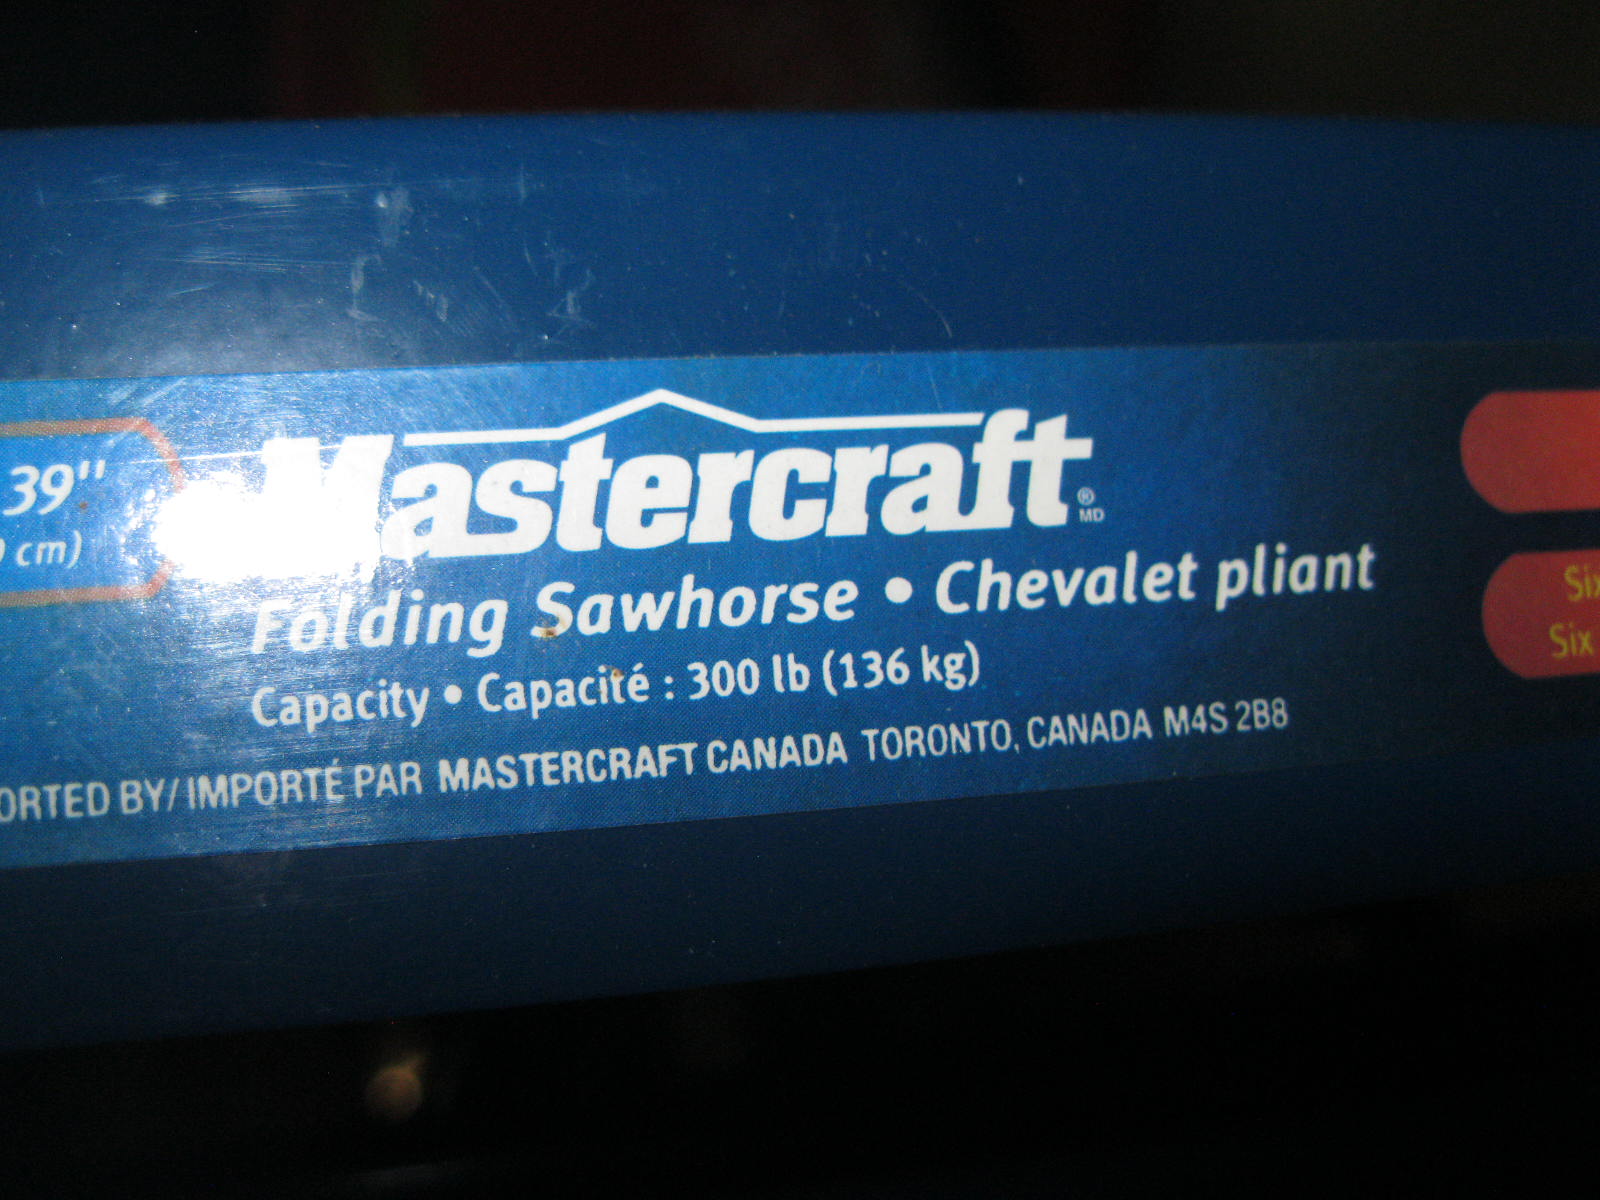 39"
cm)
Mastercraft ® MD
Folding Sawhorse • Chevalet pliant
Capacity • Capacité : 300 lb (136 kg)
ORTED BY/IMPORTÉ PAR MASTERCRAFT CANADA TORONTO, CANADA M4S 2B8
Six
Six